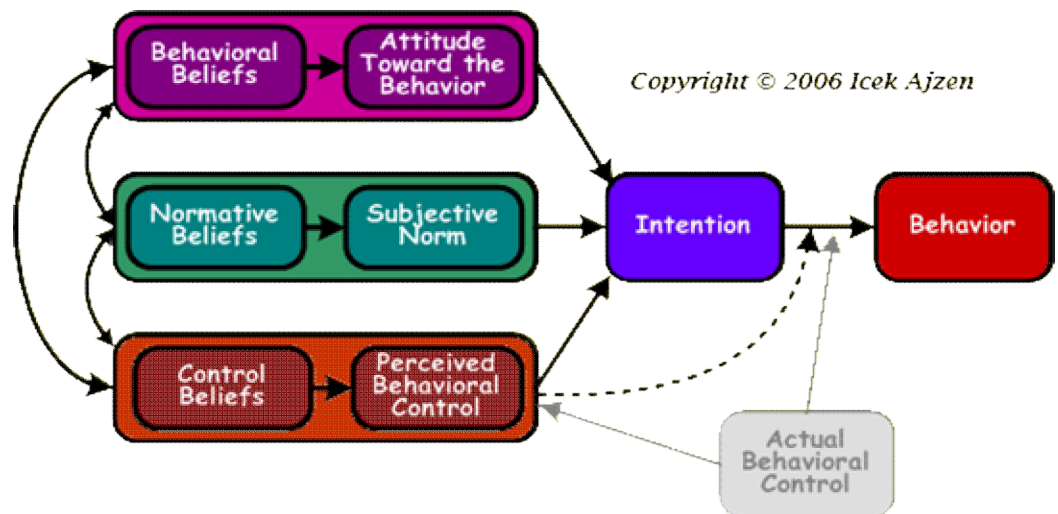 Behavioral
Beliefs
Attitude
Toward the
Behavior
Copyright © 2006 Icek Ajzen
Normative
Beliefs
Subjective
Norm
Intention
Behavior
Control
Beliefs
Perceived
Behavioral
Control
Actual
Behavioral
Control